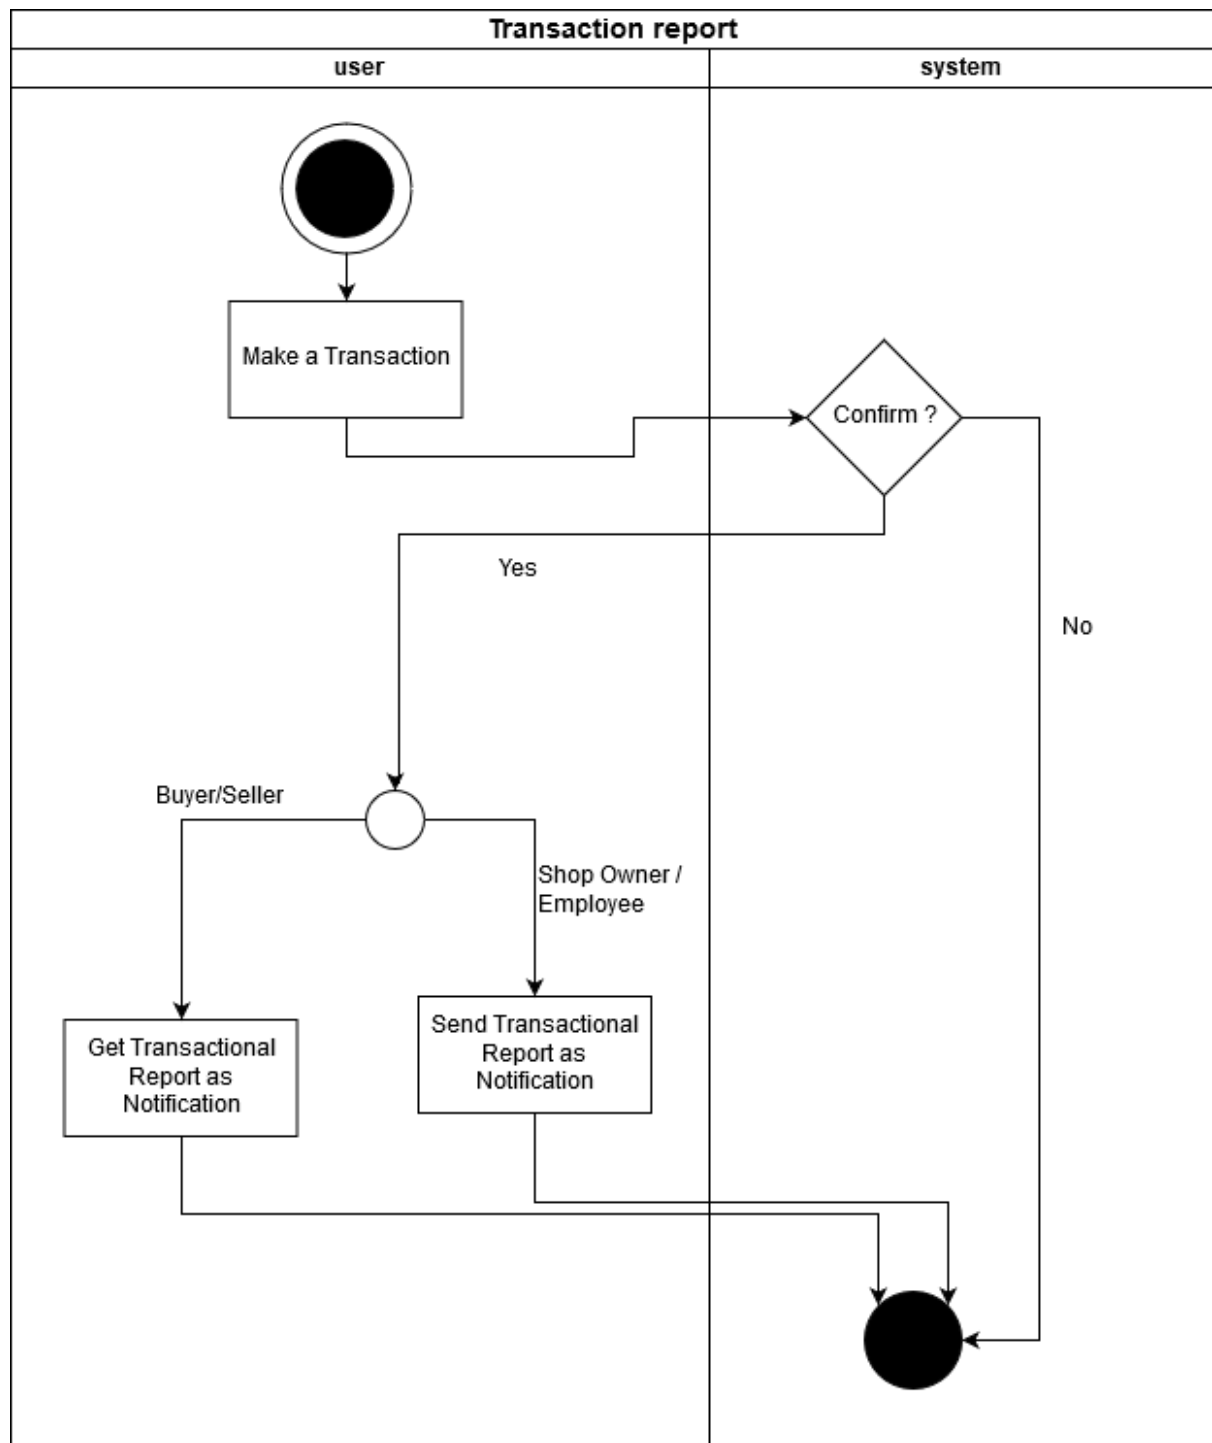 Transaction report
user
system
Make a Transaction
Confirm ?
Yes
No
Buyer/Seller
Shop Owner /
Employee
Get Transactional
Report as
Notification
Send Transactional
Report as
Notification